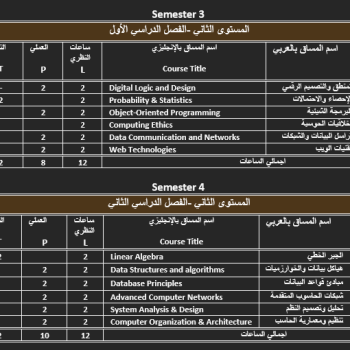 Semester 3
المستوى الثاني -الفصل الدراسي الأول
اسم المساق بالعربي اسم المساق بالإنجليزي ساعات النظري العملي
Course Title L P T
المنطق والتصميم الرقمي Digital Logic and Design 2 2 -
الإحصاء والاحتمالات Probability & Statistics 2 2
البرمجة الشيئية Object-Oriented Programming 2 2
أخلاقيات الحوسبة Computing Ethics 2
تراسل البيانات والشبكات Data Communication and Networks 2 2
تقنيات الويب Web Technologies 2 2
اجمالي الساعات 12 8 2
Semester 4
المستوى الثاني -الفصل الدراسي الثاني
اسم المساق بالعربي اسم المساق بالإنجليزي ساعات النظري العملي
Course Title L P
الجبر الخطي Linear Algebra 2
هياكل بيانات والخوارزميات Data Structures and algorithms 2 2
مبادئ قواعد البيانات Database Principles 2 2
شبكات الحاسوب المتقدمة Advanced Computer Networks 2 2
تحليل وتصميم النظم System Analysis & Design 2 2
تنظيم ومعمارية الحاسب Computer Organization & Architecture 2 2
اجمالي الساعات 12 10 2